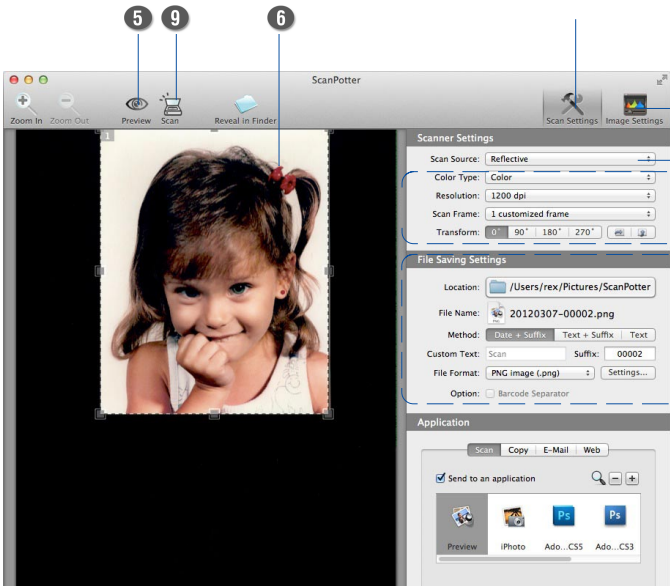 5 9 6
ScanPotter
Zoom In Zoom Out Preview Scan Reveal in Finder Scan Settings Image Settings
1
Scanner Settings
Scan Source: Reflective
Color Type: Color
Resolution: 1200 dpi
Scan Frame: 1 customized frame
Transform: 0° 90° 180° 270°
File Saving Settings
Location: /Users/rex/Pictures/ScanPotter
File Name: 20120307-00002.png
Method: Date + Suffix Text + Suffix Text
Custom Text: Scan Suffix: 00002
File Format: PNG image (.png) Settings...
Option: Barcode Separator
Application
Scan Copy E-Mail Web
Send to an application
Ps Ps
Preview iPhoto Ado...CS5 Ado...CS3